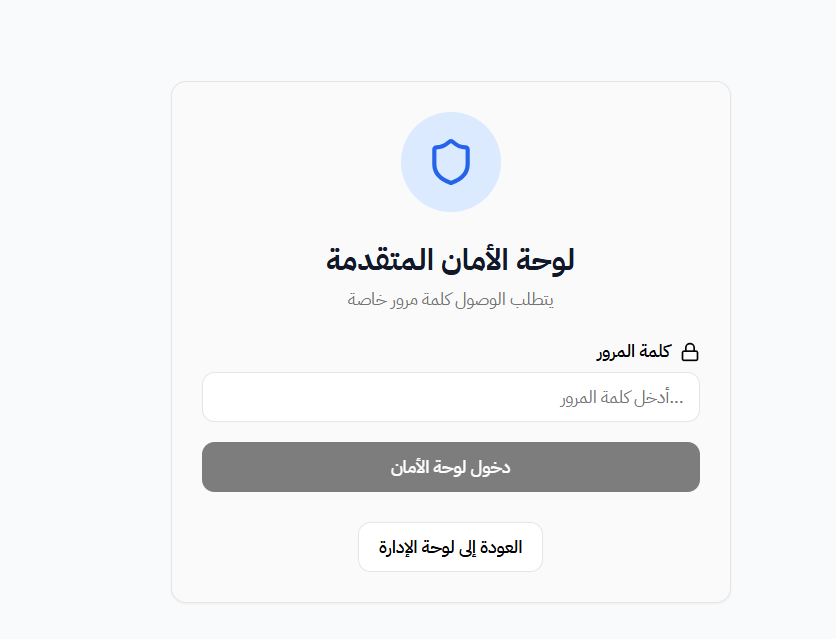 لوحة الأمان المتقدمة
يتطلب الوصول كلمة مرور خاصة
كلمة المرور
أدخل كلمة المرور...
دخول لوحة الأمان
العودة إلى لوحة الإدارة